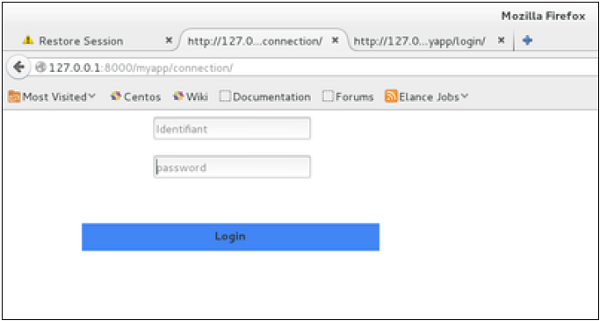 Mozilla Firefox
Restore Session × http://127.0...connection/ × http://127.0...yapp/login/ ×
127.0.0.1:8000/myapp/connection/
Most Visited Centos Wiki Documentation Forums Elance Jobs
Identifiant
password
Login